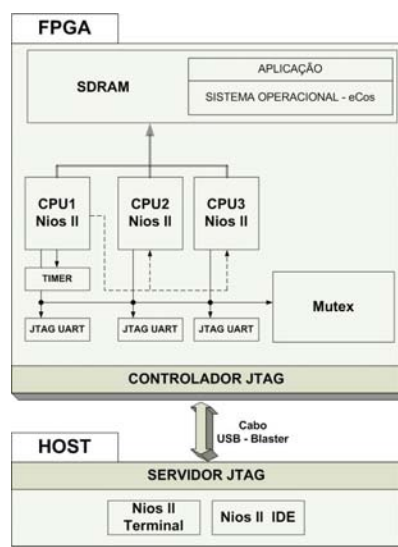 FPGA
SDRAM
APLICAÇÃO
SISTEMA OPERACIONAL - eCos
CPU1
Nios II
CPU2
Nios II
CPU3
Nios II
TIMER
Mutex
JTAG UART
JTAG UART
JTAG UART
CONTROLADOR JTAG
Cabo
USB - Blaster
HOST
SERVIDOR JTAG
Nios II
Terminal
Nios II IDE